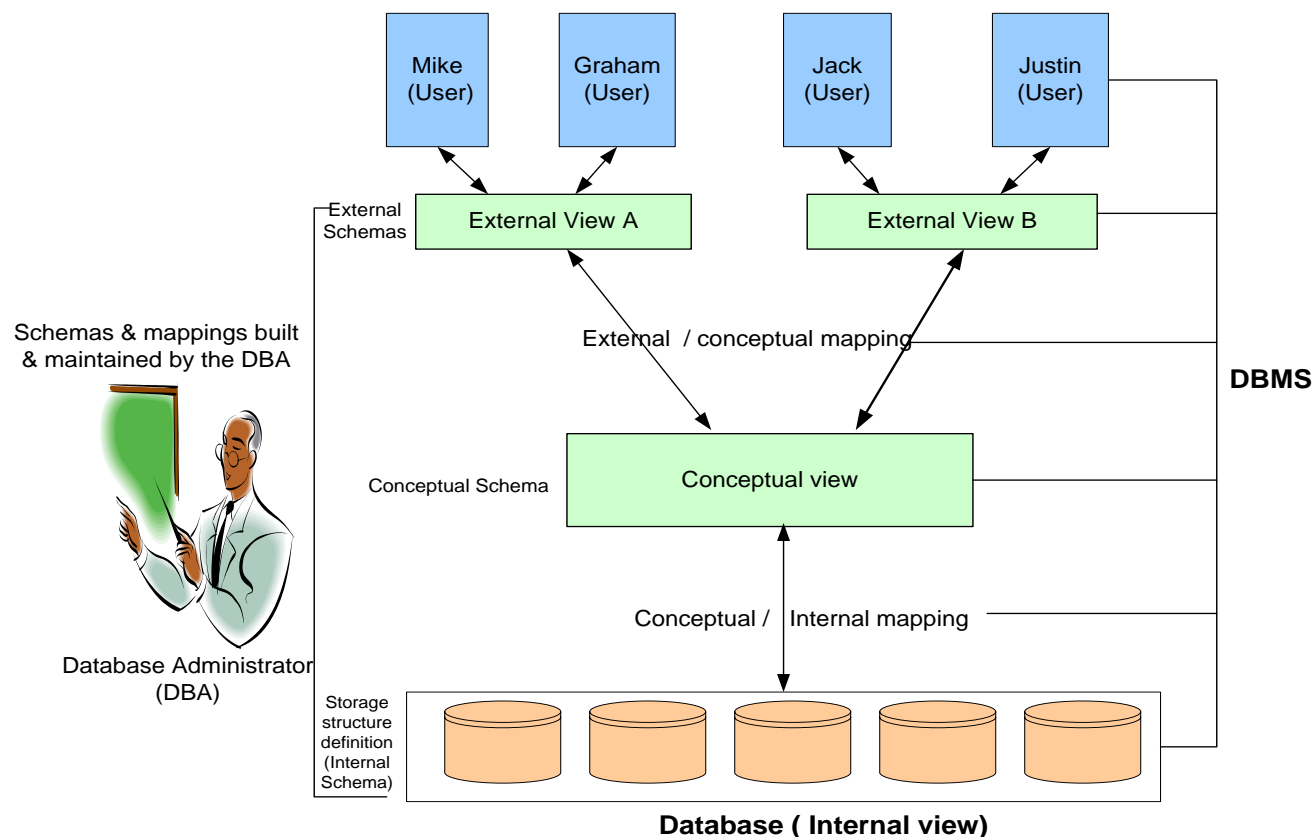 Mike
(User)
Graham
(User)
Jack
(User)
Justin
(User)
External
Schemas
External View A
External View B
Schemas & mappings built
& maintained by the DBA
External / conceptual mapping
DBMS
Conceptual Schema
Conceptual view
Conceptual / Internal mapping
Database Administrator
(DBA)
Storage
structure
definition
(Internal
Schema)
Database ( Internal view)